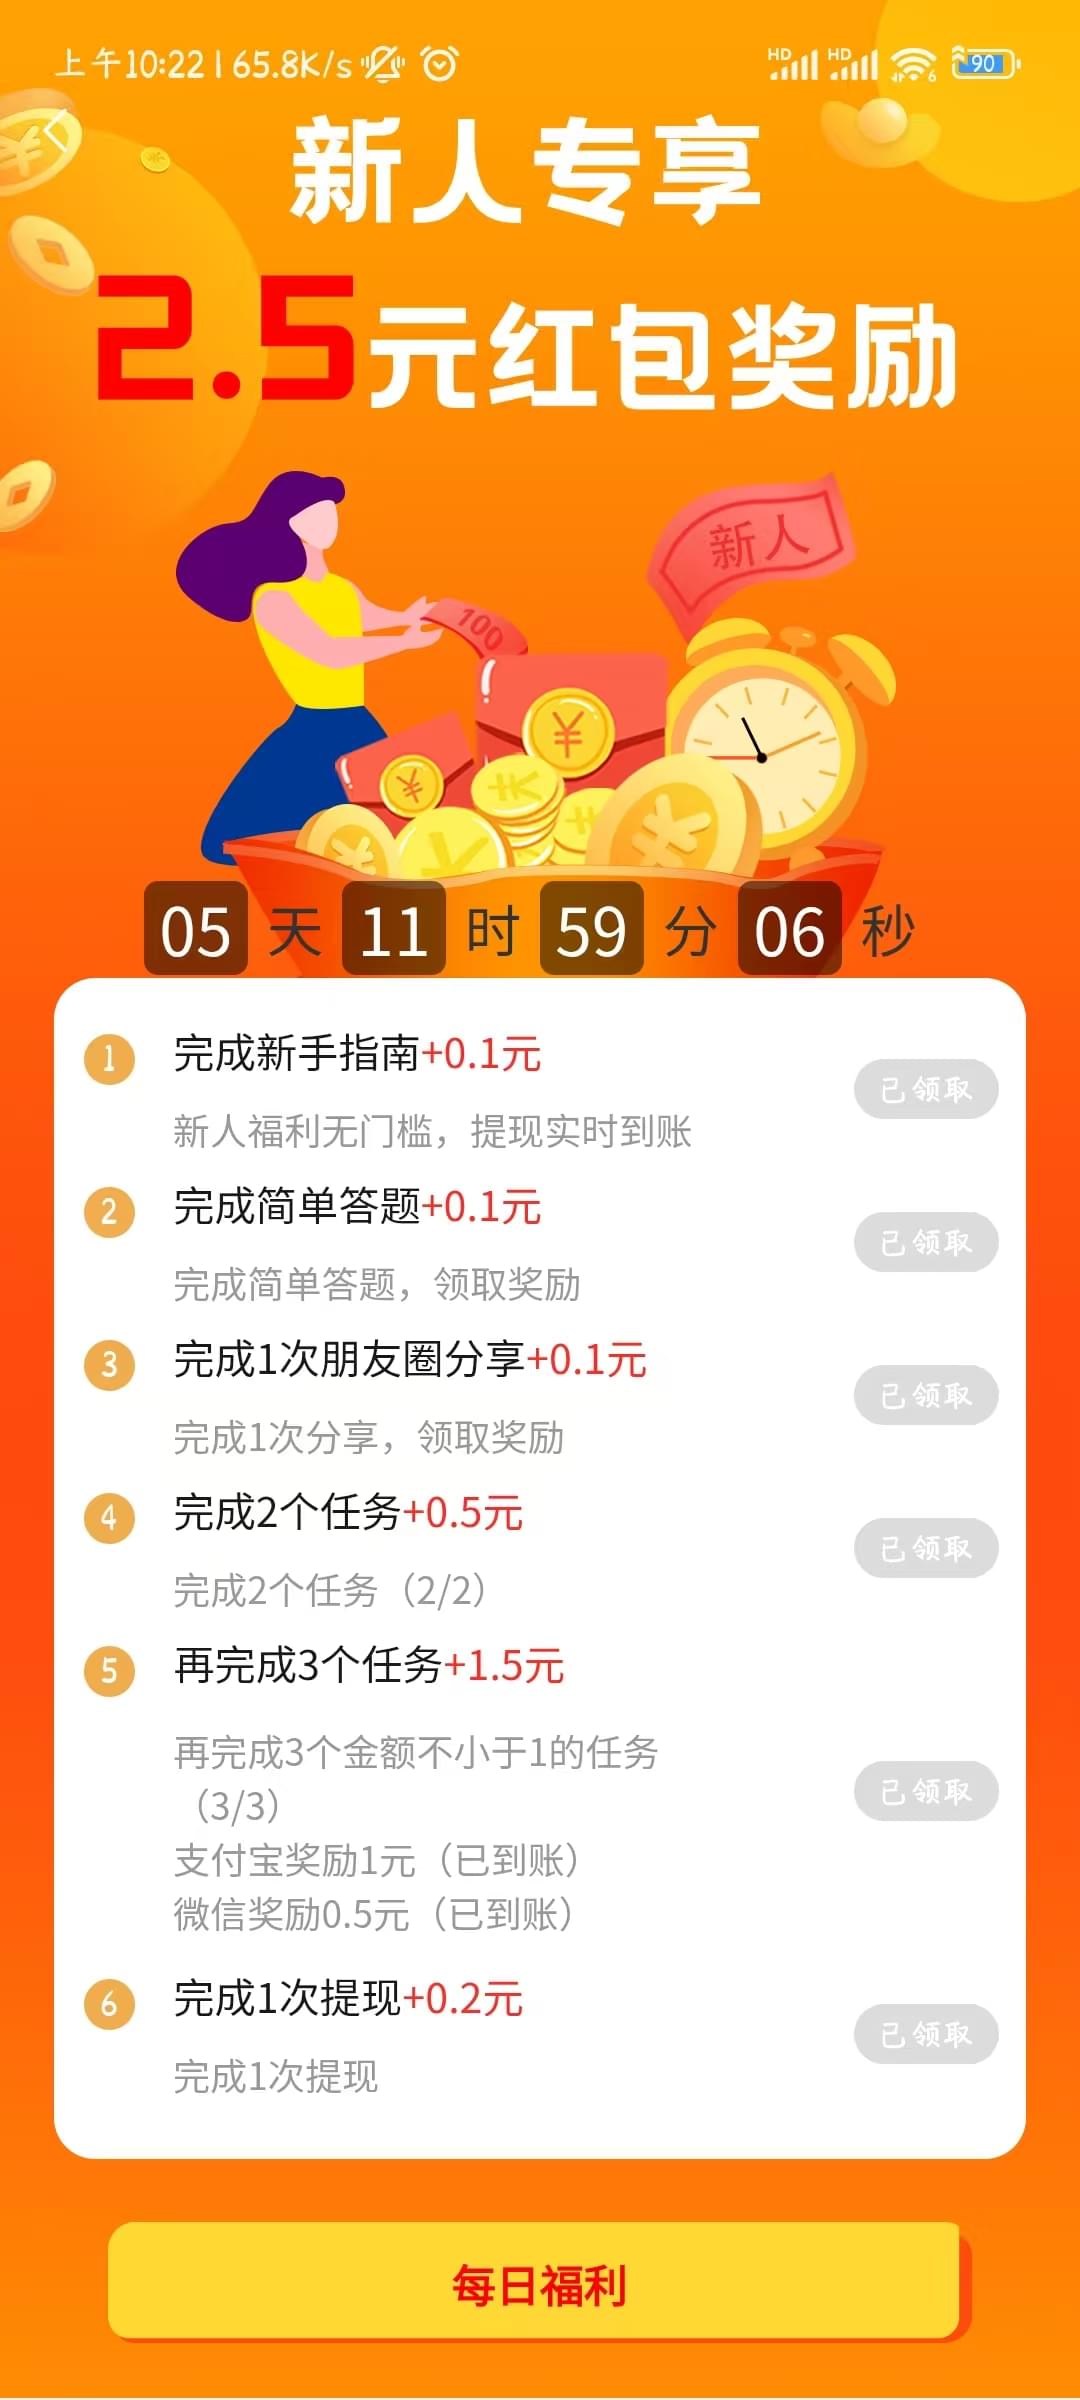 上午10:22 | 65.8K/s
HD HD 6 90
新人专享
2.5元红包奖励
新人
100
05 天 11 时 59 分 06 秒
1 完成新手指南+0.1元
新人福利无门槛，提现实时到账
已领取
2 完成简单答题+0.1元
完成简单答题，领取奖励
已领取
3 完成1次朋友圈分享+0.1元
完成1次分享，领取奖励
已领取
4 完成2个任务+0.5元
完成2个任务（2/2）
已领取
5 再完成3个任务+1.5元
再完成3个金额不小于1的任务
（3/3）
支付宝奖励1元（已到账）
微信奖励0.5元（已到账）
已领取
6 完成1次提现+0.2元
完成1次提现
已领取
每日福利